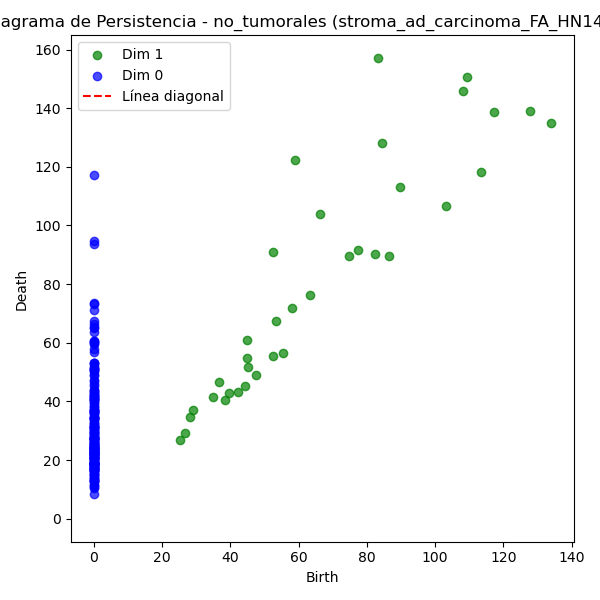 agrama de Persistencia - no_tumorales (stroma_ad_carcinoma_FA_HN14
Dim 1
Dim 0
Línea diagonal
160
140
120
100
80
60
40
20
0
Death
0 20 40 60 80 100 120 140
Birth